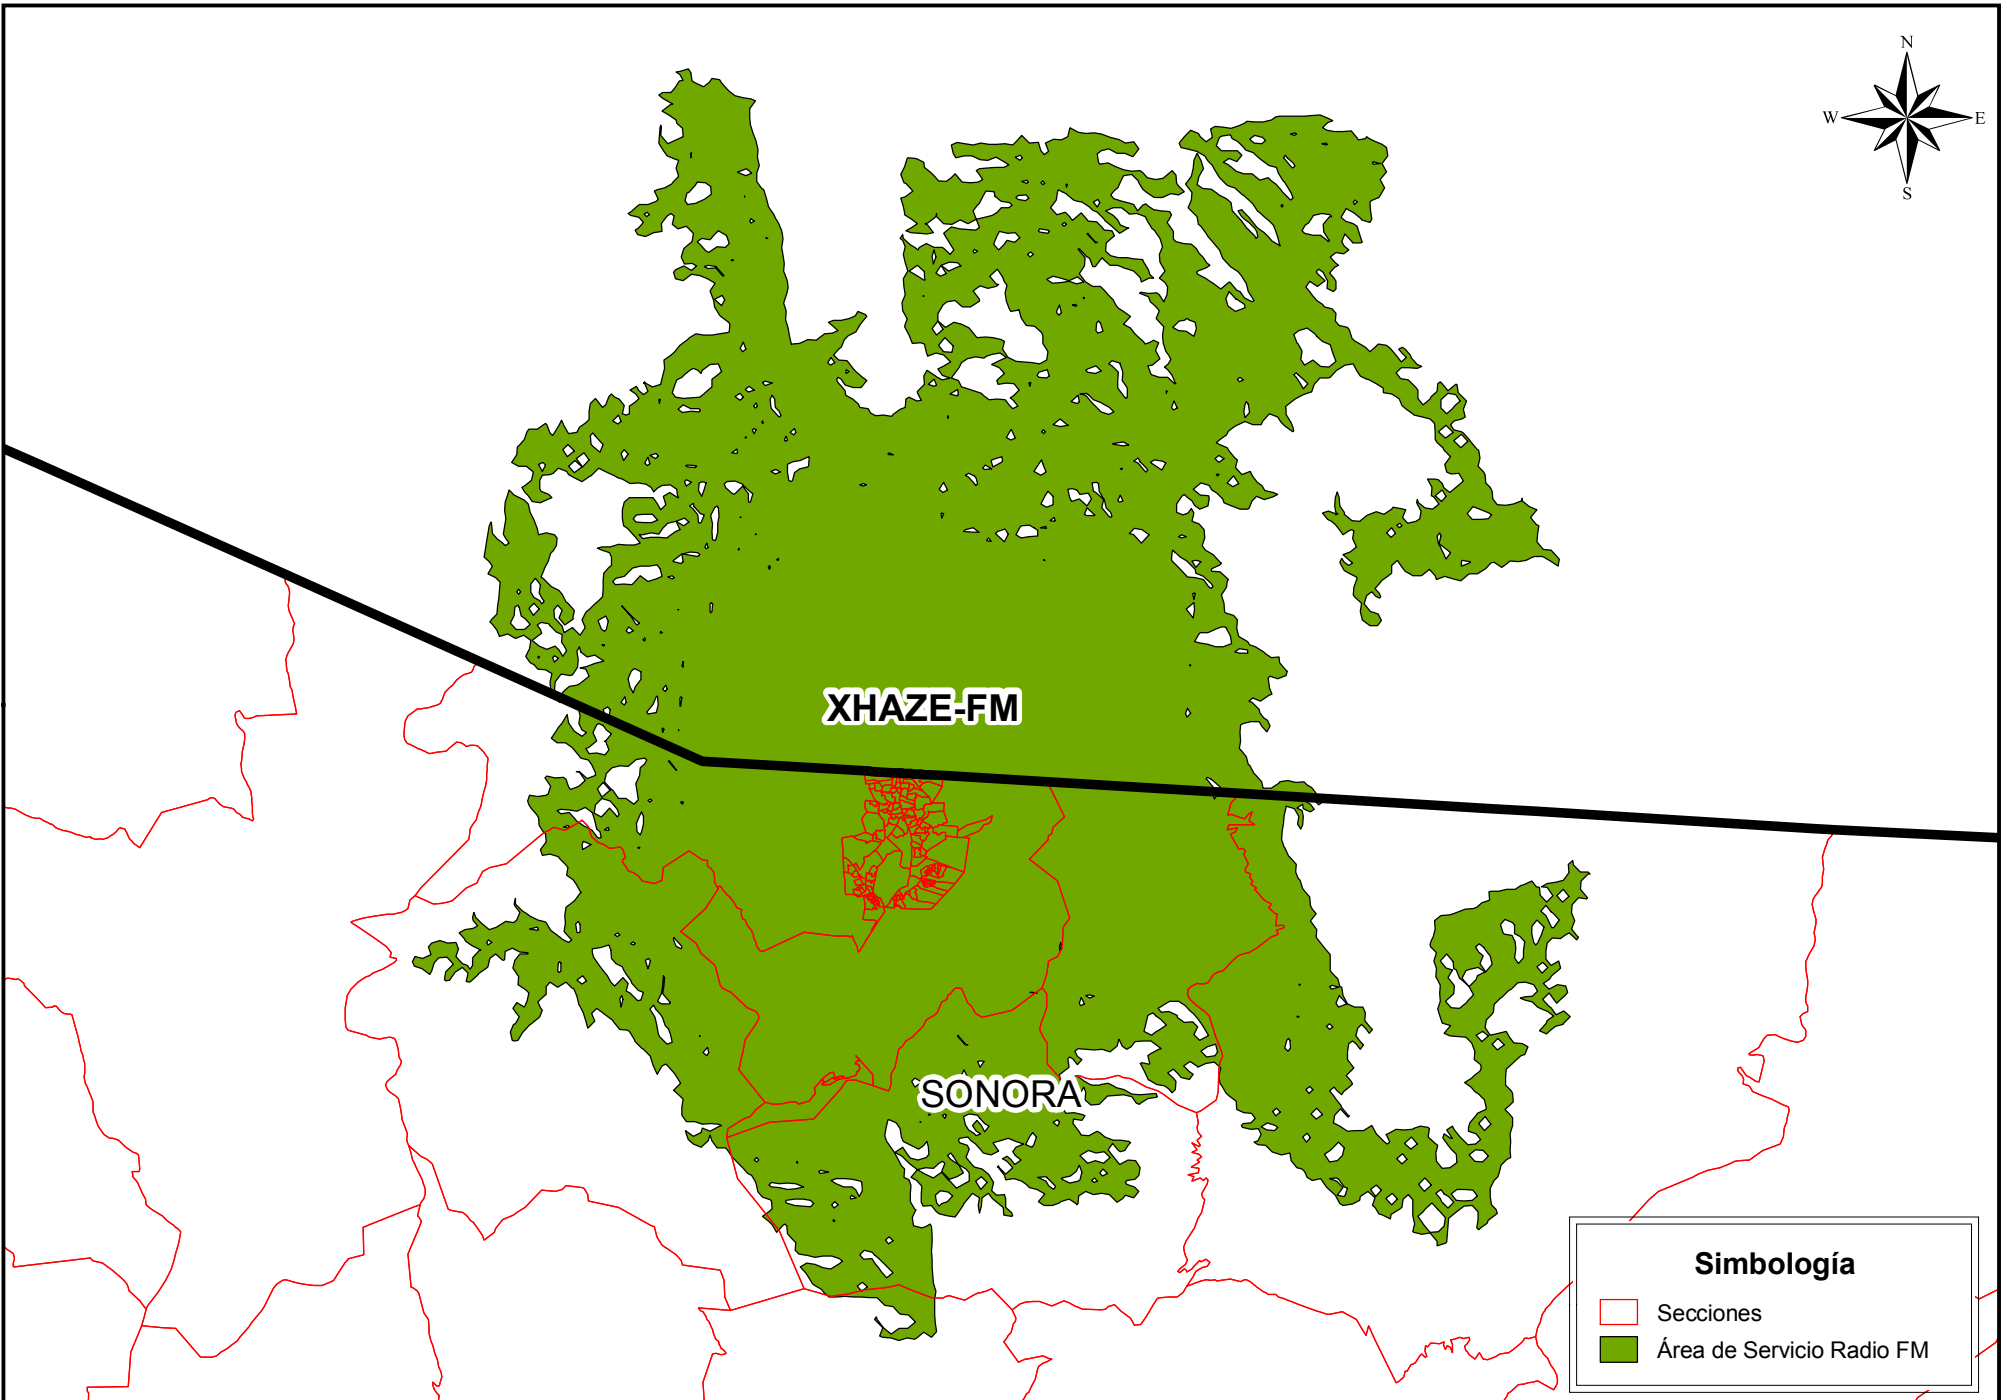 N
W
E
S
XHAZE-FM
SONORA
Simbología
Secciones
Área de Servicio Radio FM